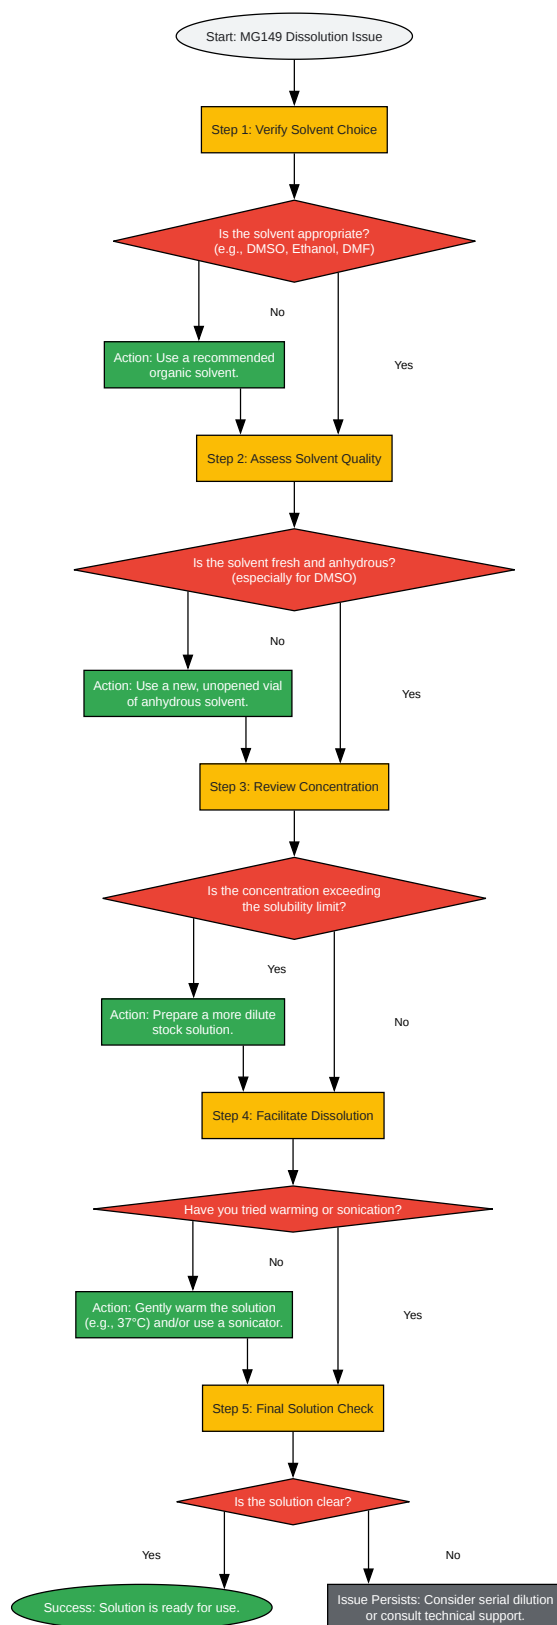 Start: MG149 Dissolution Issue
Step 1: Verify Solvent Choice
Is the solvent appropriate?
(e.g., DMSO, Ethanol, DMF)
No
Action: Use a recommended
organic solvent.
Yes
Step 2: Assess Solvent Quality
Is the solvent fresh and anhydrous?
(especially for DMSO)
No
Action: Use a new, unopened vial
of anhydrous solvent.
Yes
Step 3: Review Concentration
Is the concentration exceeding
the solubility limit?
Yes
Action: Prepare a more dilute
stock solution.
No
Step 4: Facilitate Dissolution
Have you tried warming or sonication?
No
Action: Gently warm the solution
(e.g., 37°C) and/or use a sonicator.
Yes
Step 5: Final Solution Check
Is the solution clear?
Yes
No
Success: Solution is ready for use.
Issue Persists: Consider serial dilution
or consult technical support.